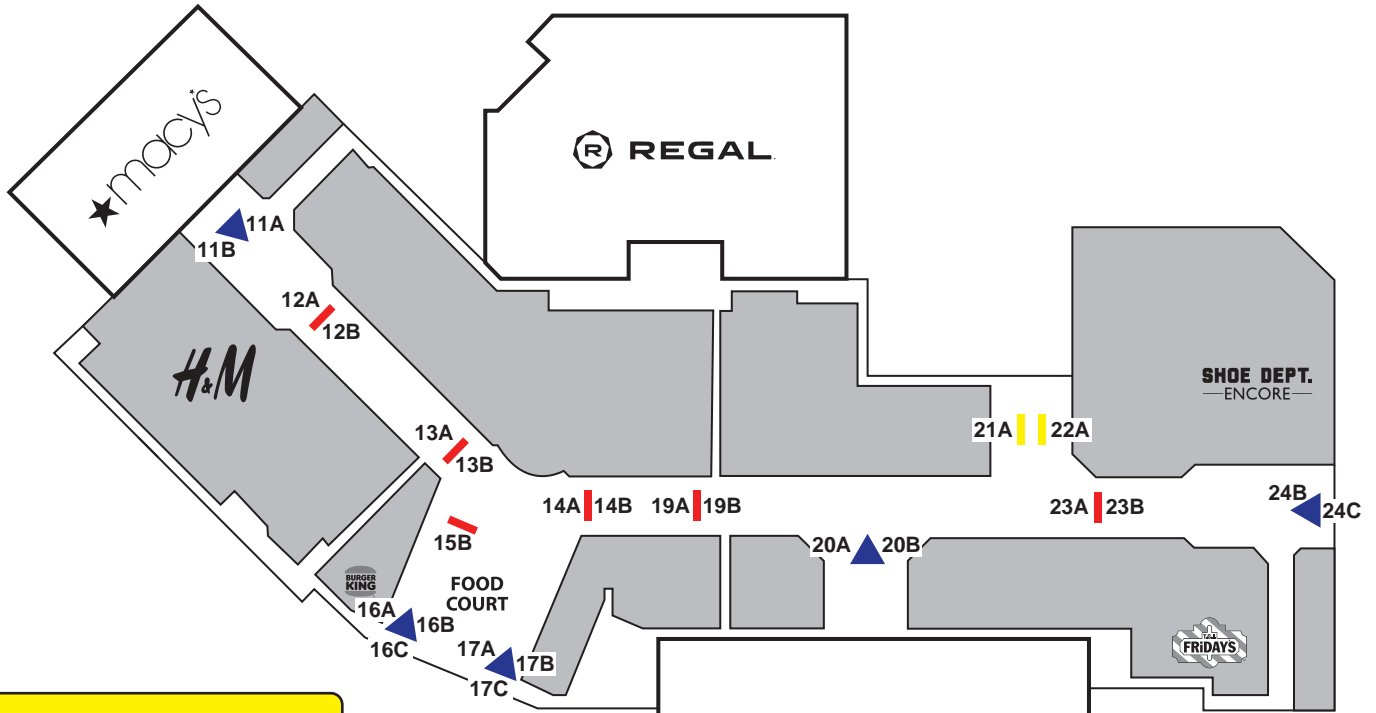 ★macy's
R REGAL
11A
11B
12A
12B
H&M
SHOE DEPT.
ENCORE
13A
13B
21A
22A
14A
14B
19A
19B
23A
23B
24B
24C
15B
20A
20B
BURGER
KING
FOOD
COURT
16A
16B
16C
17A
17B
17C
T.G.I.
FRiDAY'S